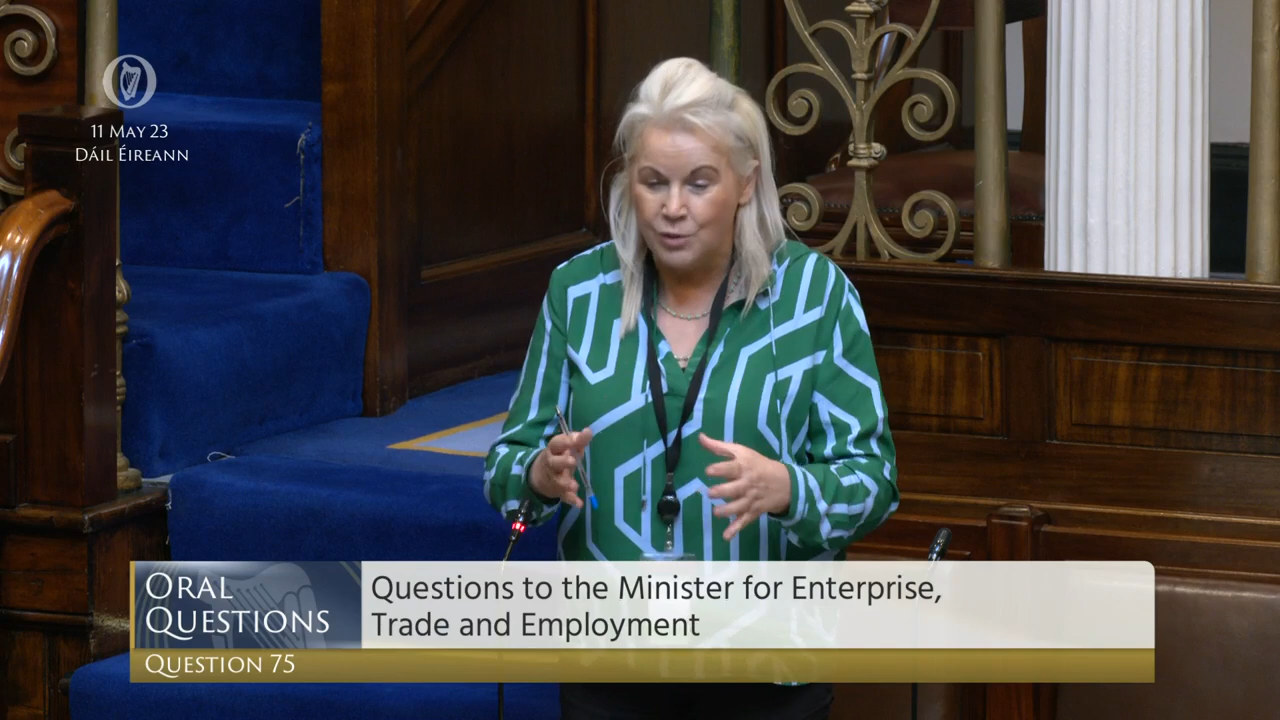 11 May 23
Dáil Éireann
Oral
Questions
Questions to the Minister for Enterprise,
Trade and Employment
Question 75